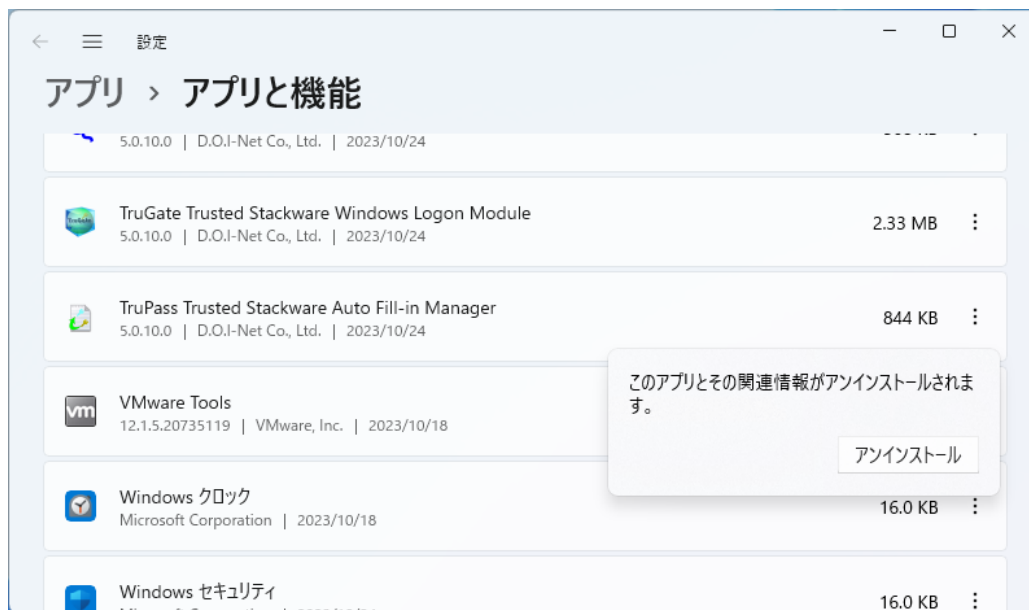 設定
アプリ › アプリと機能
5.0.10.0 | D.O.I-Net Co., Ltd. | 2023/10/24
TruGate Trusted Stackware Windows Logon Module
5.0.10.0 | D.O.I-Net Co., Ltd. | 2023/10/24
2.33 MB
TruPass Trusted Stackware Auto Fill-in Manager
5.0.10.0 | D.O.I-Net Co., Ltd. | 2023/10/24
844 KB
このアプリとその関連情報がアンインストールされま
す。
アンインストール
vm
VMware Tools
12.1.5.20735119 | VMware, Inc. | 2023/10/18
Windows クロック
Microsoft Corporation | 2023/10/18
16.0 KB
Windows セキュリティ
16.0 KB